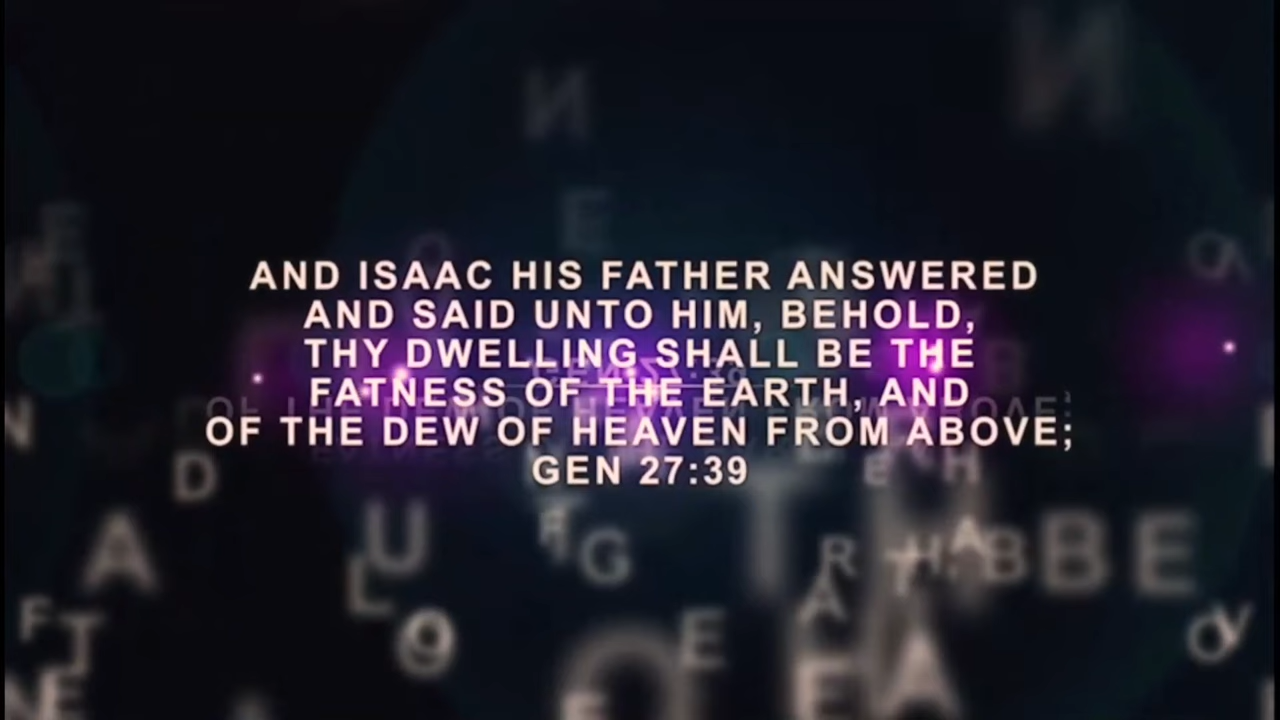 AND ISAAC HIS FATHER ANSWERED
AND SAID UNTO HIM, BEHOLD,
THY DWELLING SHALL BE THE
FATNESS OF THE EARTH, AND
OF THE DEW OF HEAVEN FROM ABOVE;
GEN 27:39